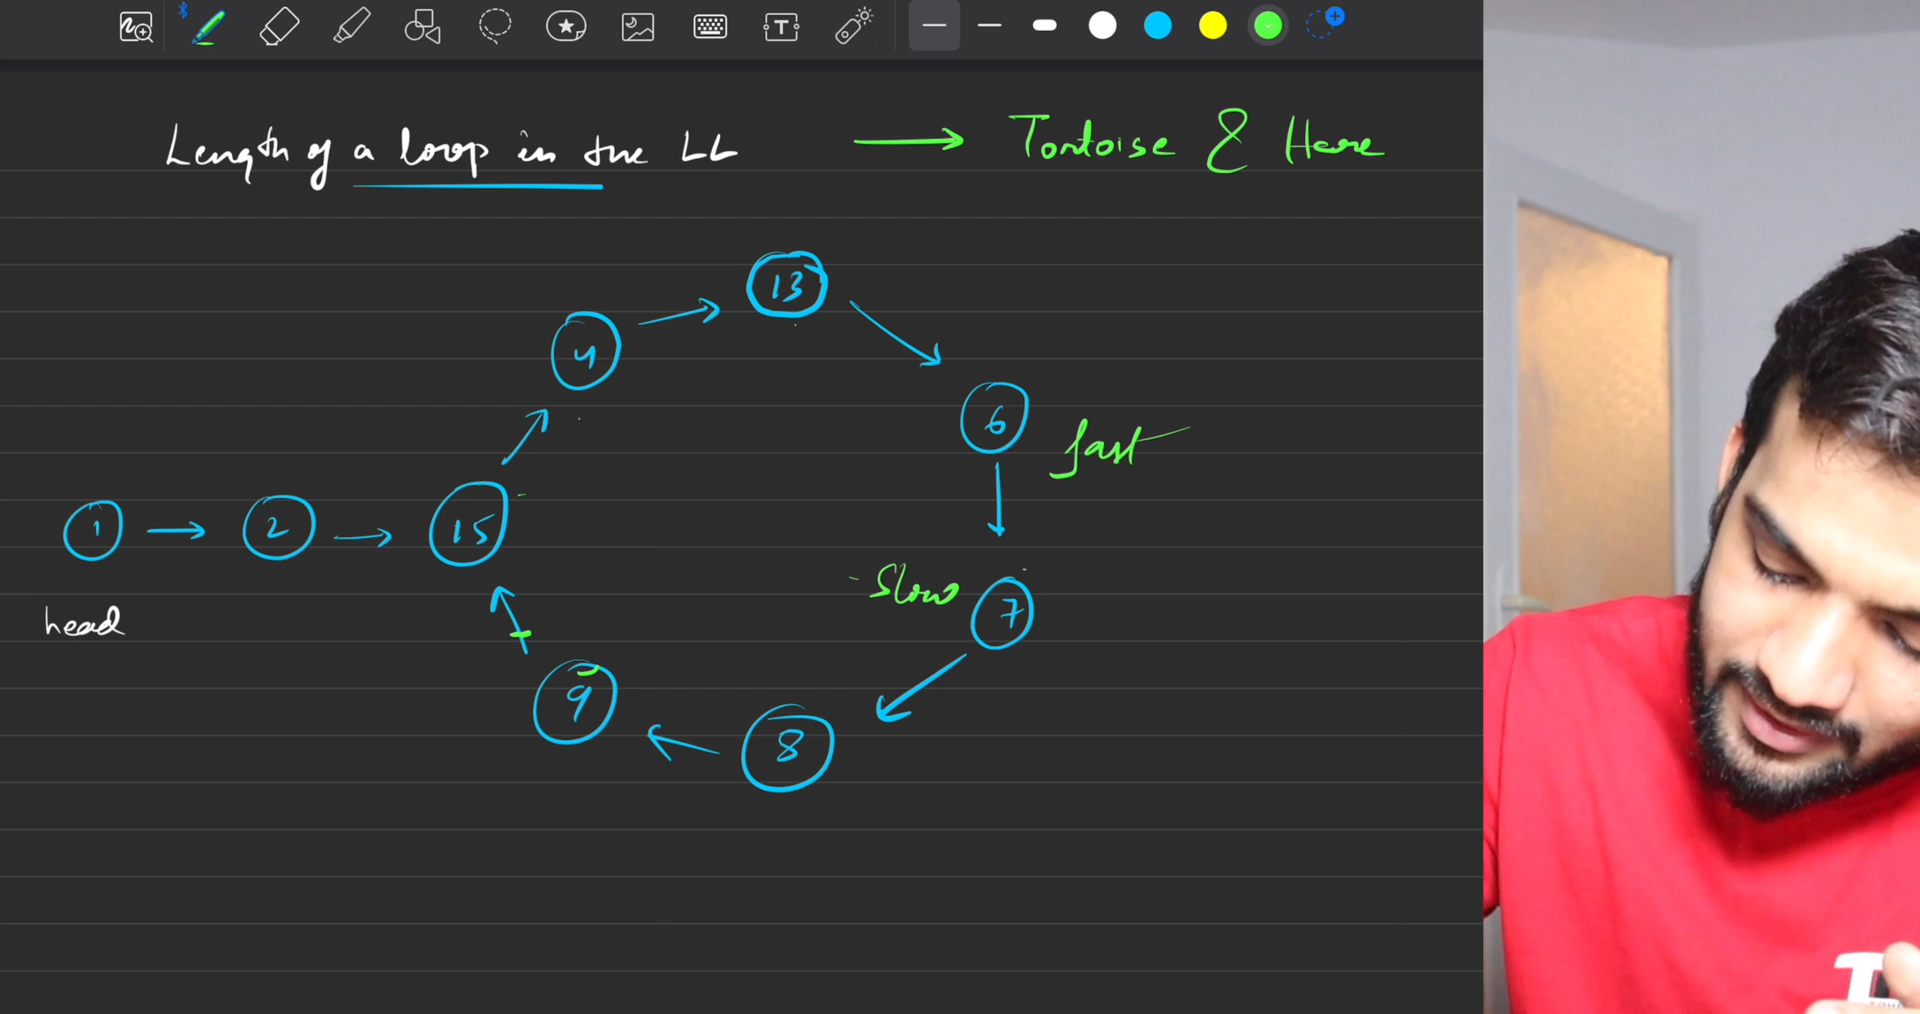 Length of a loop in the LL → Tortoise & Hare
13
4
6 fast
1 → 2 → 15
Slow 7
head
9
8